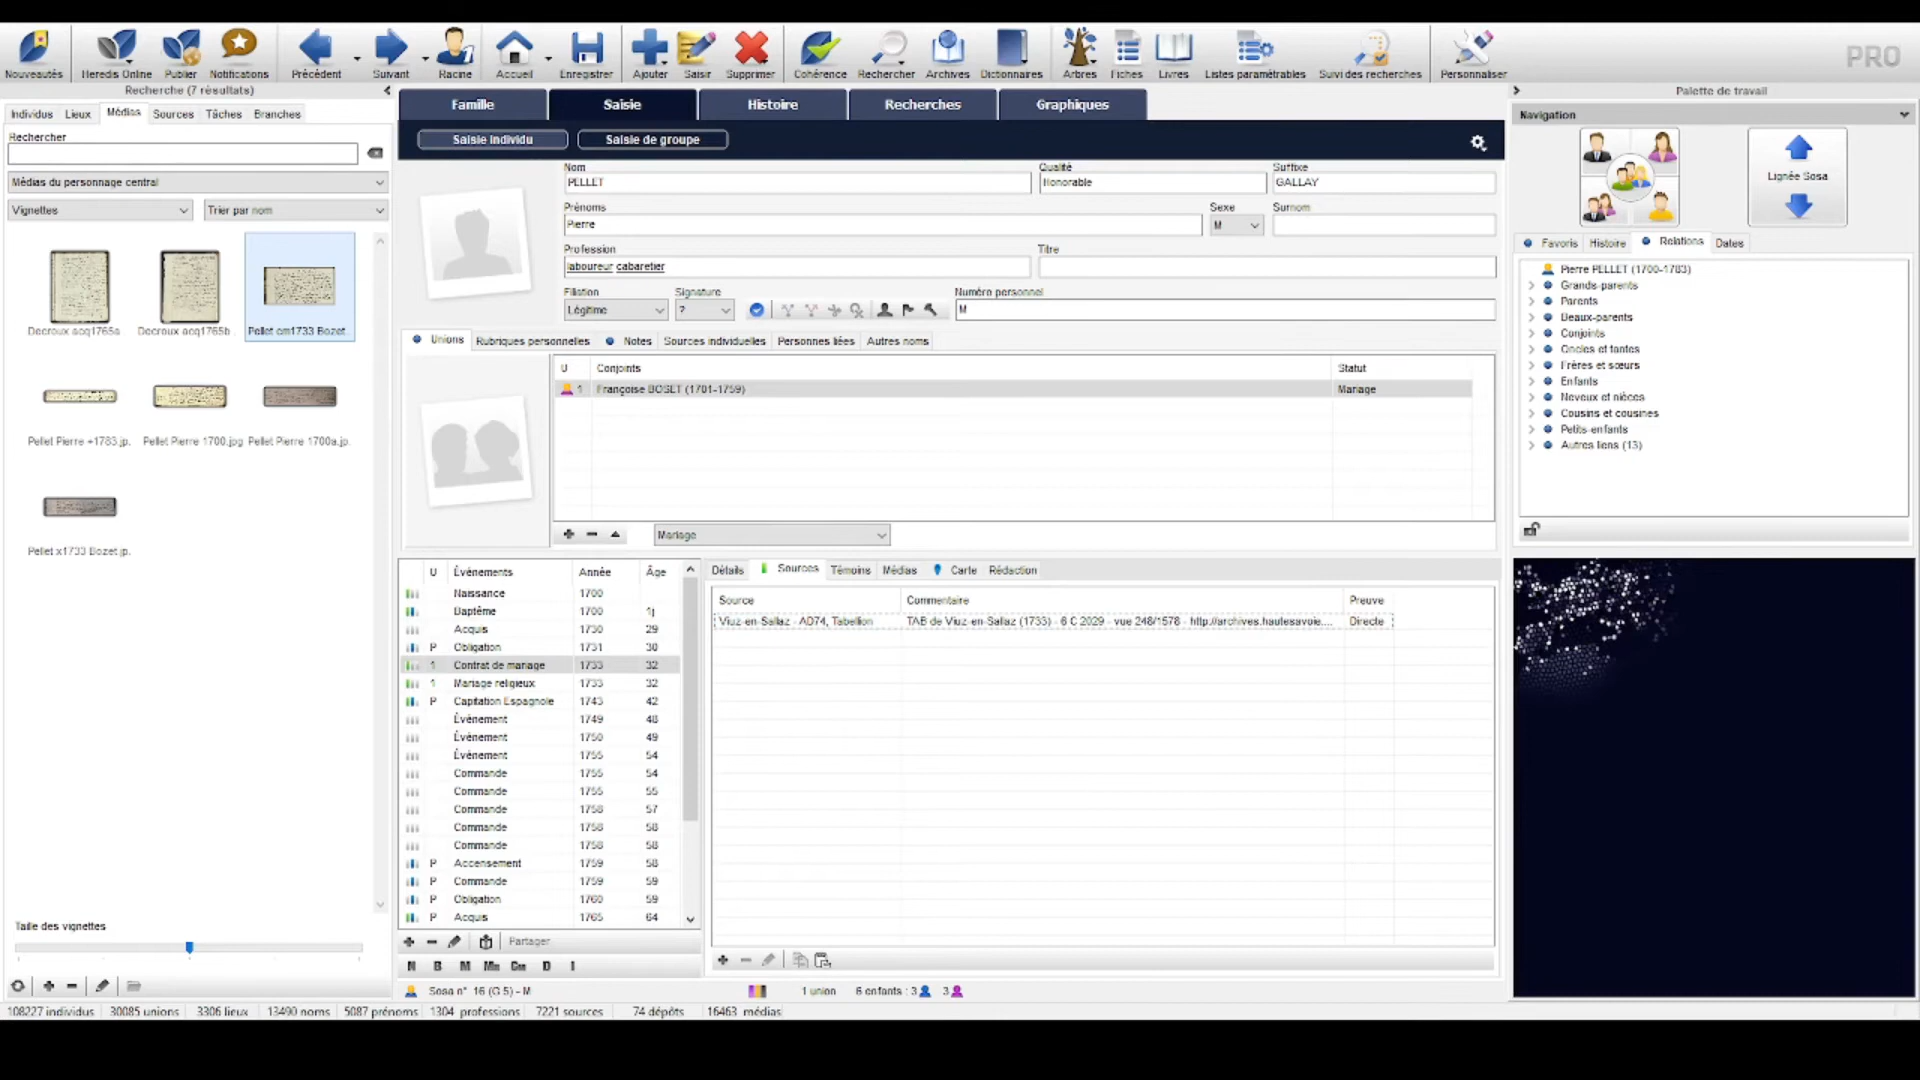 Nouveautés
Heredis Online
Publier
Notifications
Précédent
Suivant
Racine
Accueil
Enregistrer
Ajouter
Saisir
Supprimer
Cohérence
Rechercher
Archives
Dictionnaires
Arbres
Fiches
Livres
Listes paramétrables
Suivi des recherches
Personnaliser
PRO
Recherche (7 résultats)
Individus Lieux Médias Sources Tâches Branches
Rechercher
Médias du personnage central
Vignettes
Trier par nom
Decroux acq1765a
Decroux acq1765b
Pellet cm1733 Bozet
Pellet Pierre +1783.jp.
Pellet Pierre 1700.jpg
Pellet Pierre 1700a.jp.
Pellet x1733 Bozet.jp.
Taille des vignettes
Famille
Saisie
Histoire
Recherches
Graphiques
Saisie individu
Saisie de groupe
Nom
PELLET
Qualité
Honorable
Suffixe
GALLAY
Prénoms
Pierre
Sexe
M
Surnom
Profession
laboureur cabaretier
Titre
Filiation
Légitime
Signature
?
Numéro personnel
M
Unions
Rubriques personnelles
Notes
Sources individuelles
Personnes liées
Autres noms
U Conjoints Statut
1 Françoise BOSET (1701-1759) Mariage
Mariage
U Événements Année Âge
Naissance 1700
Baptême 1700 1j
Acquis 1730 29
P Obligation 1731 30
1 Contrat de mariage 1733 32
1 Mariage religieux 1733 32
P Capitation Espagnole 1743 42
Événement 1749 48
Événement 1750 49
Événement 1755 54
Commande 1755 54
Commande 1755 55
Commande 1758 57
Commande 1758 58
Commande 1758 58
P Accensement 1759 58
P Commande 1759 59
P Obligation 1760 59
P Acquis 1765 64
Partager
N B M D I
Détails
Sources
Témoins
Médias
Carte
Rédaction
Source Commentaire Preuve
Viuz-en-Sallaz - AD74, Tabellion TAB de Viuz-en-Sallaz (1733) - 6 C 2029 - vue 248/1578 - http://archives.hautesavoie.... Directe
Sosa n° 16 (G 5) - M
1 union
6 enfants : 3
3
108227 individus 30085 unions 3306 lieux 13490 noms 5087 prénoms 1304 professions 7221 sources 74 dépôts 16463 médias
Palette de travail
Navigation
Lignée Sosa
Favoris
Histoire
Relations
Dates
Pierre PELLET (1700-1783)
Grands-parents
Parents
Beaux-parents
Conjoints
Oncles et tantes
Frères et sœurs
Enfants
Neveux et nièces
Cousins et cousines
Petits-enfants
Autres liens (13)